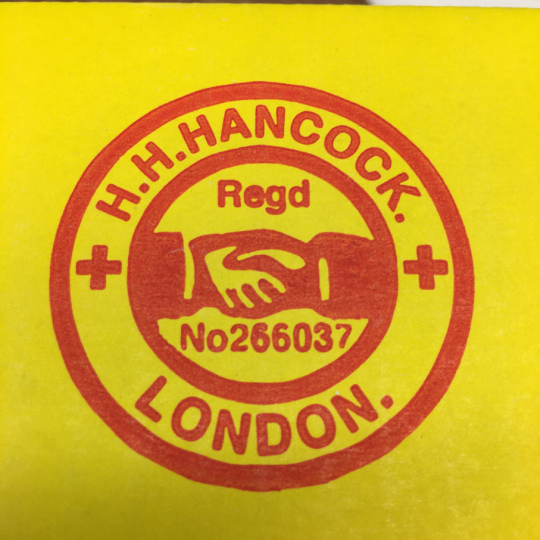 H.H.HANCOCK.
Regd
No266037
LONDON.